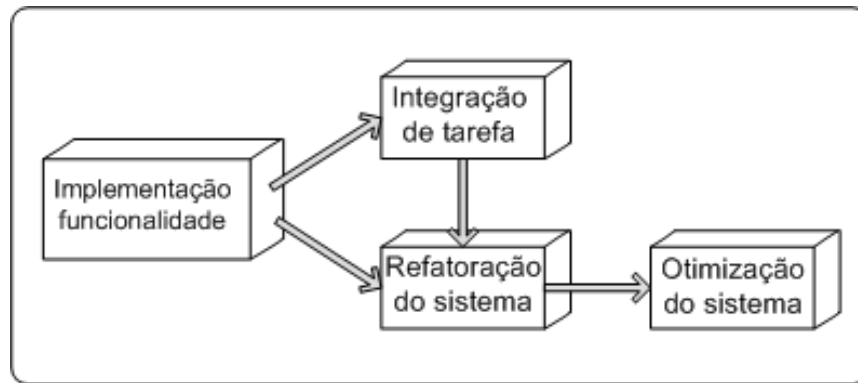 Implementação
funcionalidade
Integração
de tarefa
Refatoração
do sistema
Otimização
do sistema